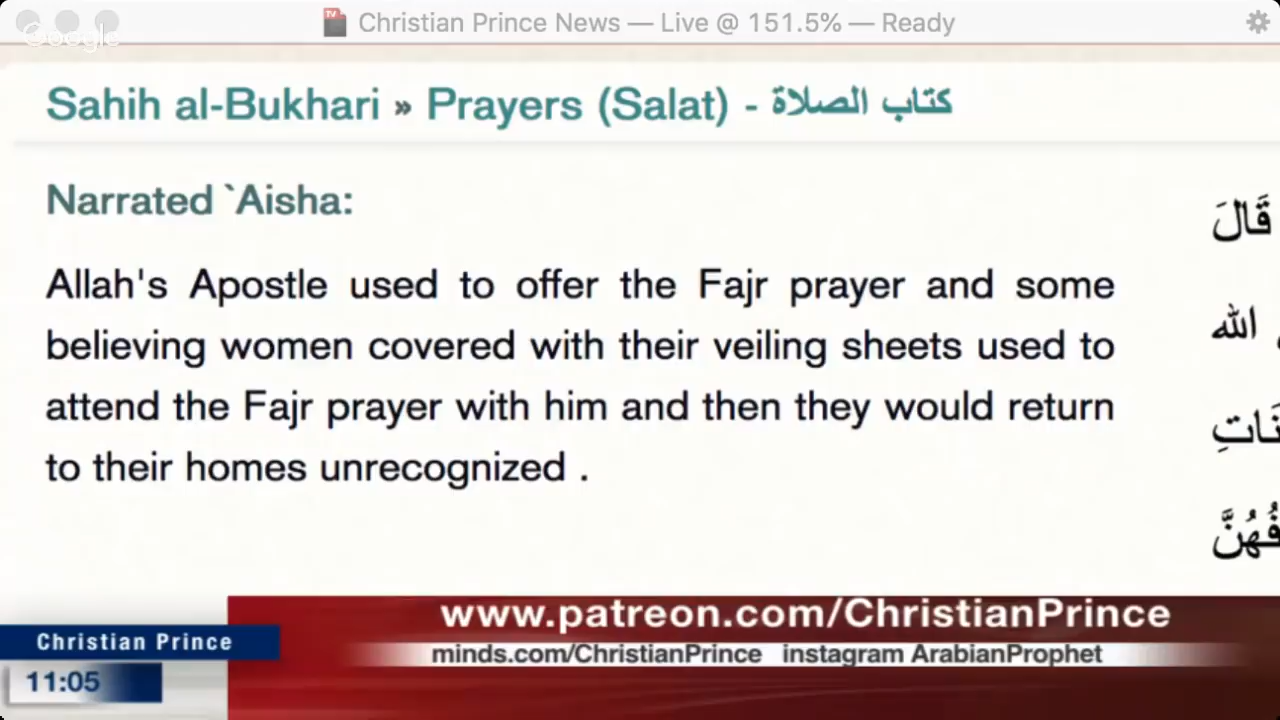 Google
Christian Prince News — Live @ 151.5% — Ready
Sahih al-Bukhari » Prayers (Salat) - كتاب الصلاة
Narrated `Aisha:
Allah's Apostle used to offer the Fajr prayer and some
believing women covered with their veiling sheets used to
attend the Fajr prayer with him and then they would return
to their homes unrecognized .
قَالَ
الله
www.patreon.com/ChristianPrince
minds.com/ChristianPrince instagram ArabianProphet
Christian Prince
11:05